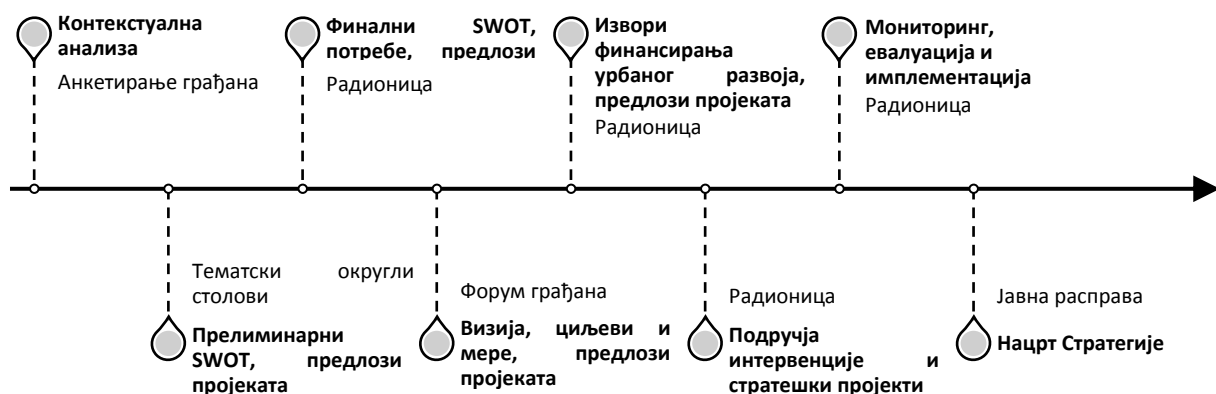 Контекстуална
анализа
Анкетирање грађана
Финални SWOT,
потребе, предлози
Радионица
Извори
финансирања
урбаног развоја,
предлози пројеката
Радионица
Мониторинг,
евалуација и
имплементација
Радионица
Тематски округли
столови
Прелиминарни
SWOT, предлози
пројеката
Форум грађана
Визија, циљеви и
мере, предлози
пројеката
Радионица
Подручја
интервенције и
стратешки пројекти
Јавна расправа
Нацрт Стратегије